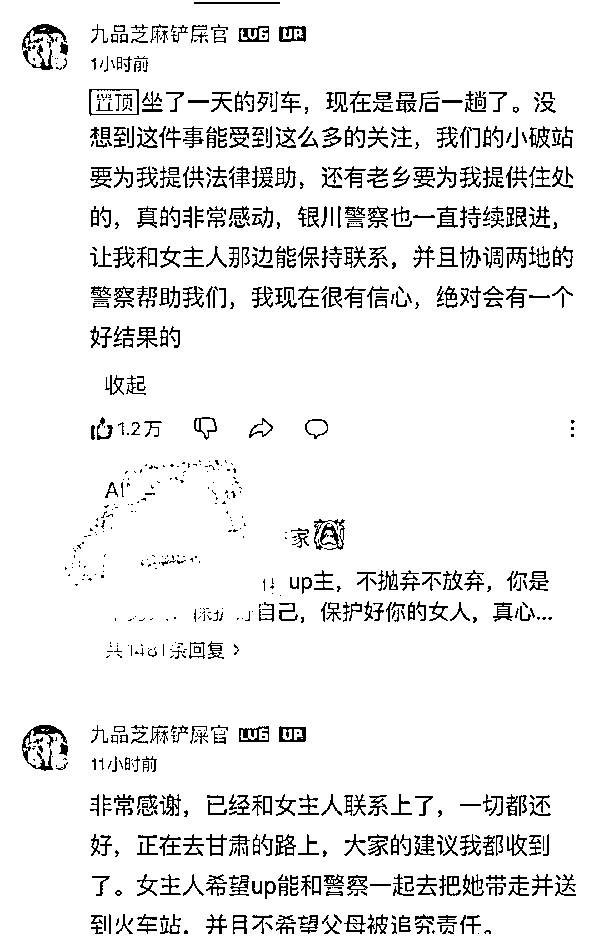 九品芝麻铲屎官 LV6 UP
1小时前
置顶 坐了一天的列车，现在是最后一趟了。没
想到这件事能受到这么多的关注，我们的小破站
要为我提供法律援助，还有老乡要为我提供住处
的，真的非常感动，银川警察也一直持续跟进，
让我和女主人那边能保持联系，并且协调两地的
警察帮助我们，我现在很有信心，绝对会有一个
好结果的
收起
1.2万
家
up主，不抛弃不放弃，你是
自己，保护好你的女人，真心...
共1481条回复 >
九品芝麻铲屎官 LV6 UP
11小时前
非常感谢，已经和女主人联系上了，一切都还
好，正在去甘肃的路上，大家的建议我都收到
了。女主人希望up能和警察一起去把她带走并送
到火车站，并且不希望父母被追究责任。